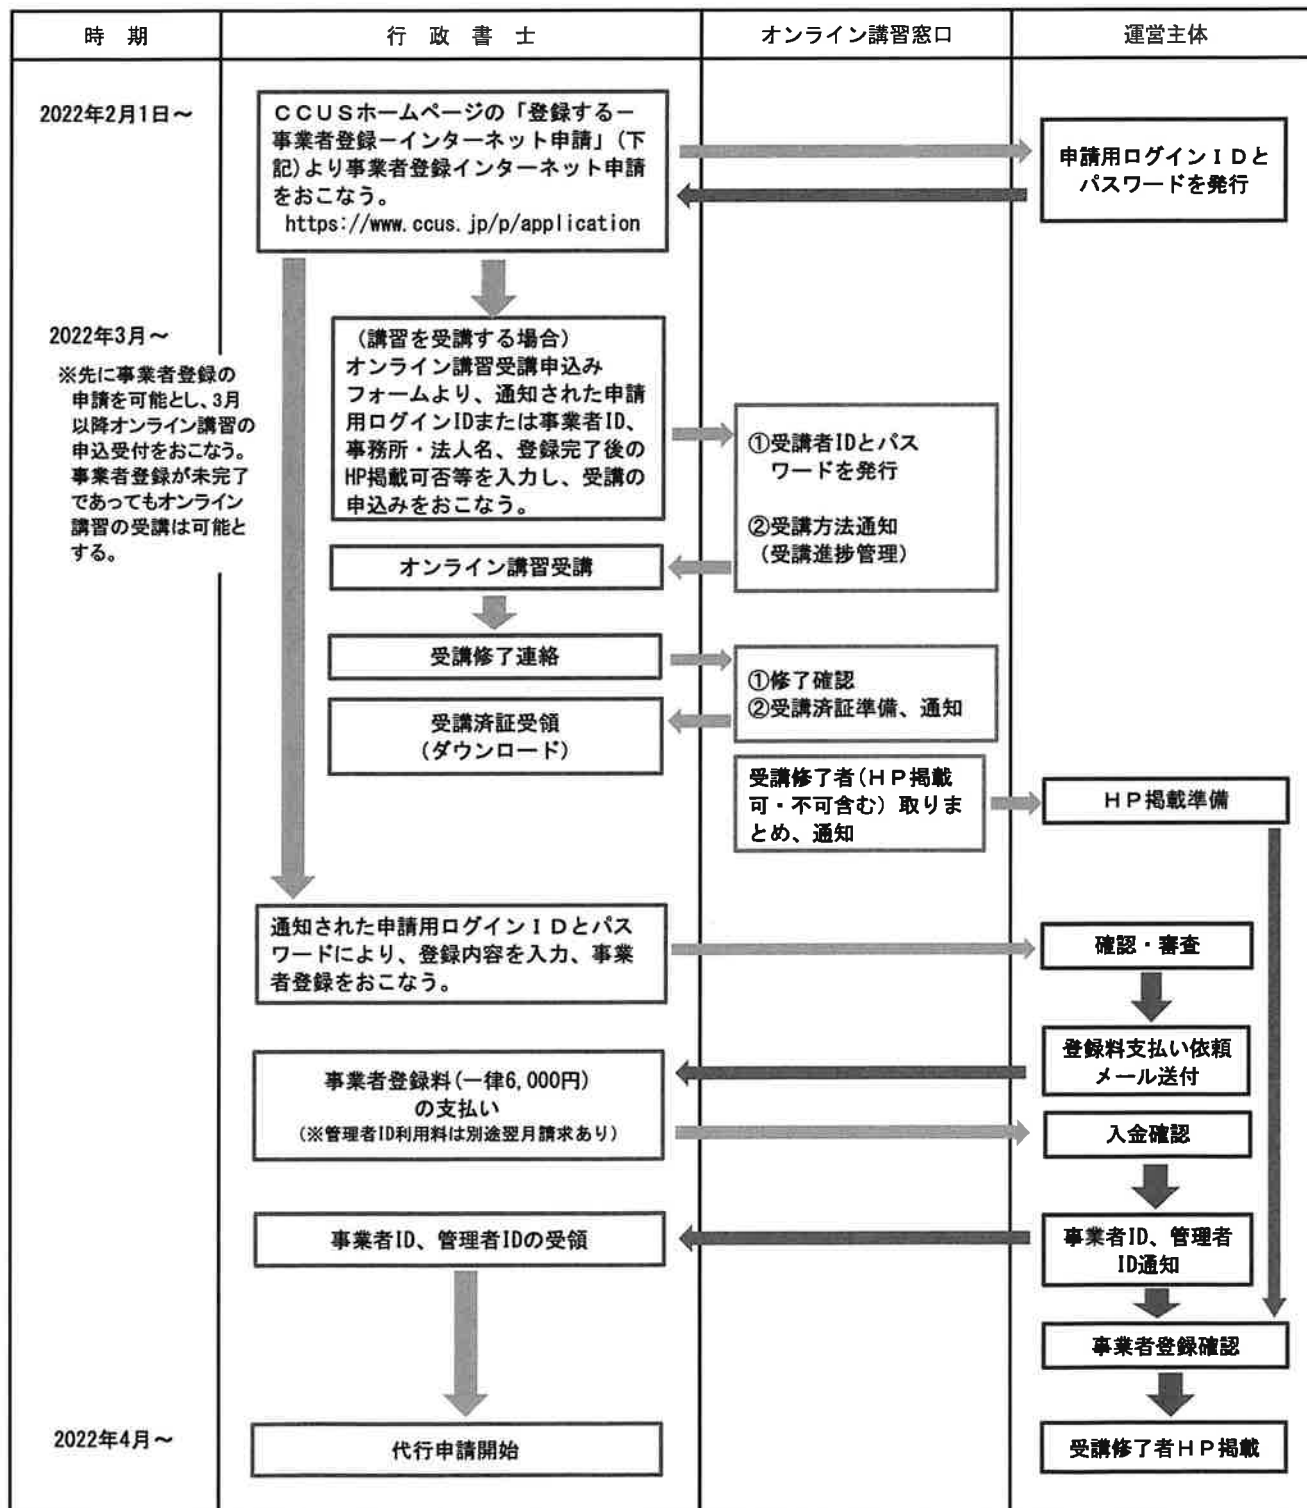 時　期
行　政　書　士
オンライン講習窓口
運営主体
2022年2月1日～
ＣＣＵＳホームページの「登録する－
事業者登録－インターネット申請」（下
記）より事業者登録インターネット申請
をおこなう。
https://www.ccus.jp/p/application
申請用ログインＩＤと
パスワードを発行
2022年3月～
※先に事業者登録の
申請を可能とし、3月
以降オンライン講習の
申込受付をおこなう。
事業者登録が未完了
であってもオンライン
講習の受講は可能と
する。
（講習を受講する場合）
オンライン講習受講申込み
フォームより、通知された申請
用ログインIDまたは事業者ID、
事務所・法人名、登録完了後の
HP掲載可否等を入力し、受講の
申込みをおこなう。
①受講者IDとパス
ワードを発行
②受講方法通知
（受講進捗管理）
オンライン講習受講
受講修了連絡
①修了確認
②受講済証準備、通知
受講済証受領
（ダウンロード）
受講修了者（ＨＰ掲載
可・不可含む）取りま
とめ、通知
ＨＰ掲載準備
通知された申請用ログインＩＤとパス
ワードにより、登録内容を入力、事業
者登録をおこなう。
確認・審査
登録料支払い依頼
メール送付
事業者登録料（一律6,000円）
の支払い
（※管理者ID利用料は別途翌月請求あり）
入金確認
事業者ID、管理者IDの受領
事業者ID、管理者
ID通知
事業者登録確認
2022年4月～
代行申請開始
受講修了者ＨＰ掲載